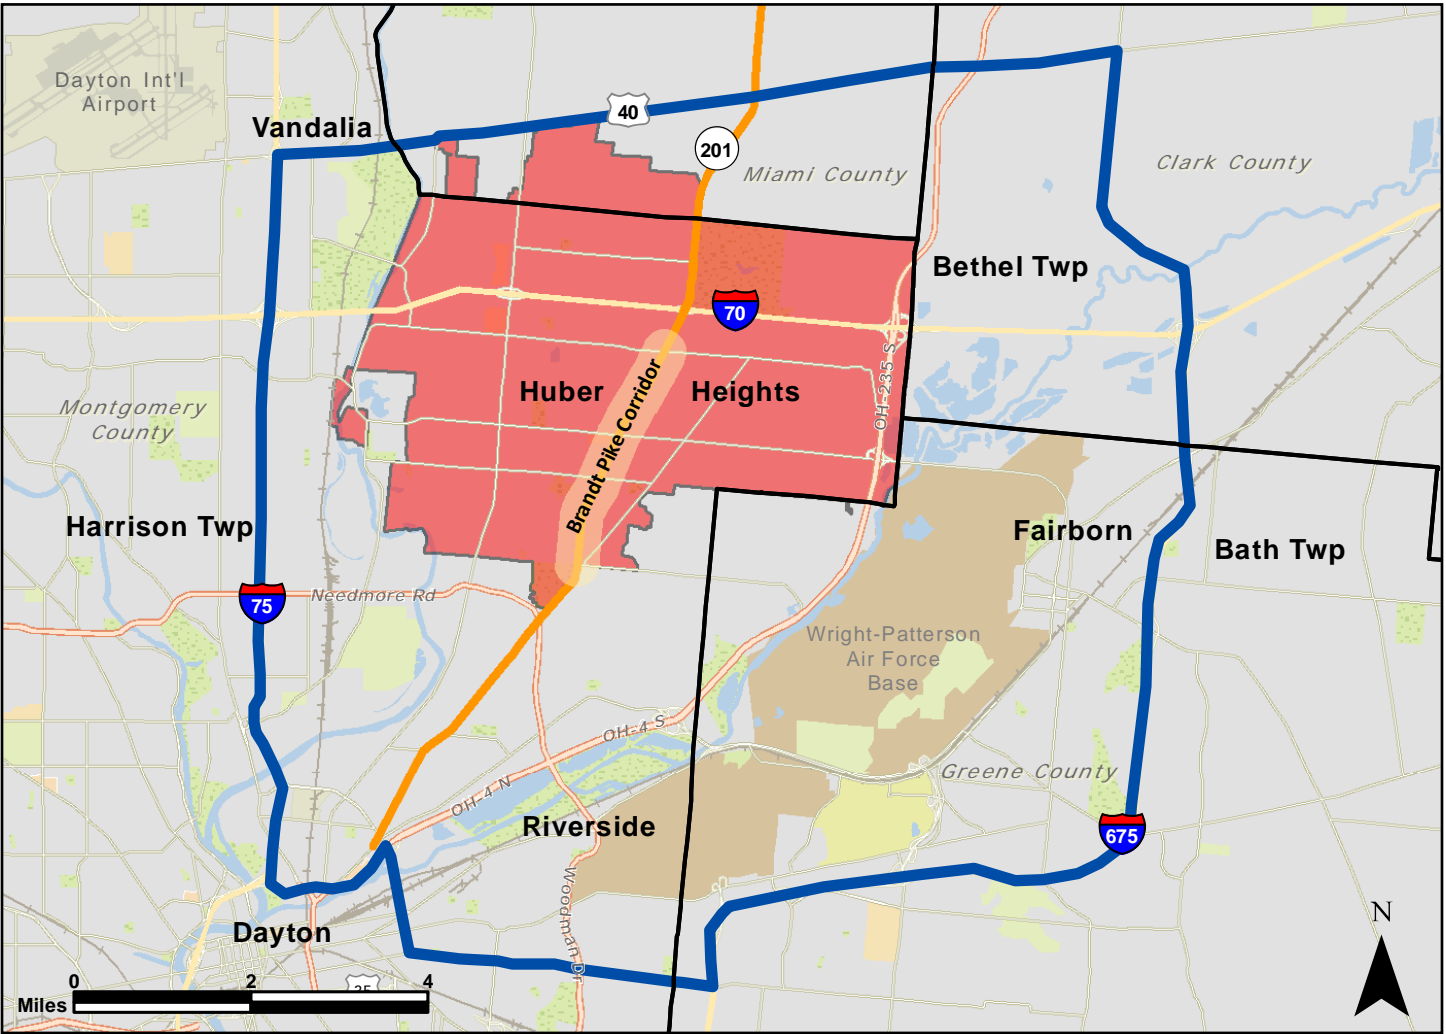 Dayton Int'l
Airport
Vandalia
40
201
Miami County
Clark County
Bethel Twp
70
Huber Heights
Brandt Pike Corridor
OH-235 S
Montgomery
County
Harrison Twp
Fairborn
Bath Twp
75
Needmore Rd
Wright-Patterson
Air Force
Base
OH-4 S
OH-4 N
Greene County
Riverside
675
Woodman Dr
Dayton
N
0 2 4
Miles
35